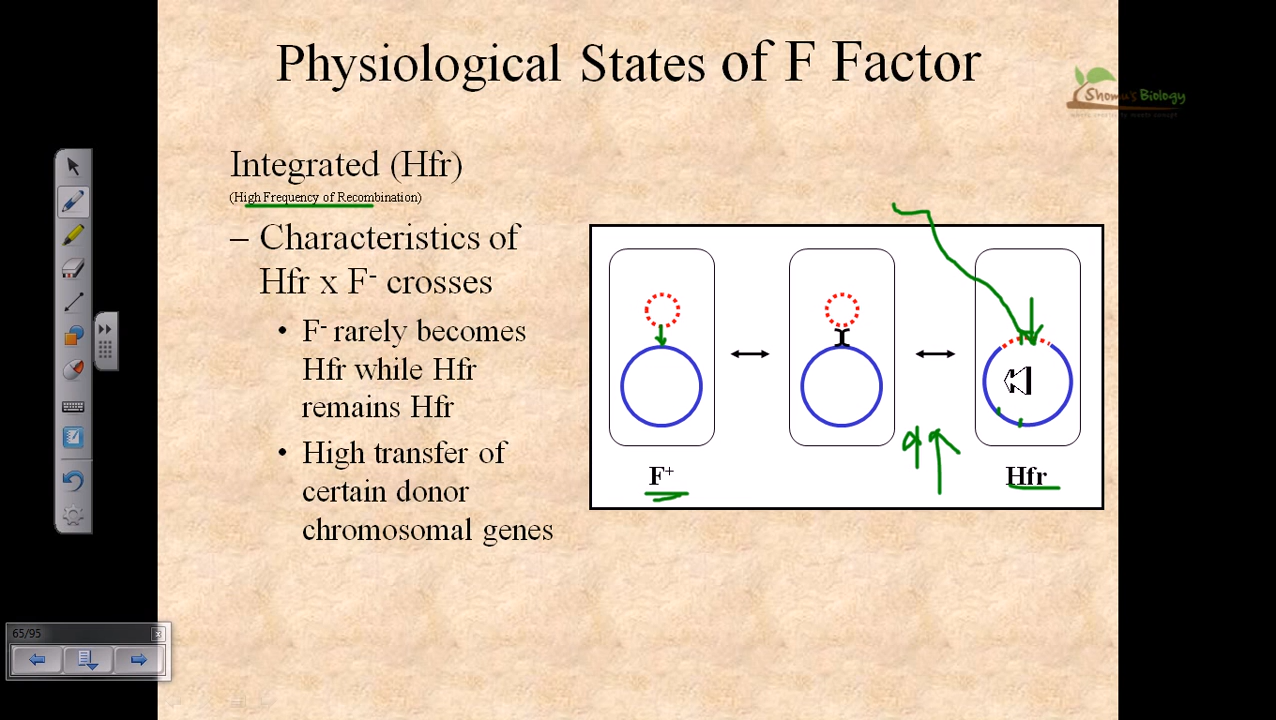 Physiological States of F Factor
Shomu's Biology
Integrated (Hfr)
(High Frequency of Recombination)
– Characteristics of
Hfr x F⁻ crosses
• F⁻ rarely becomes
Hfr while Hfr
remains Hfr
• High transfer of
certain donor
chromosomal genes
F⁺
Hfr
65/95